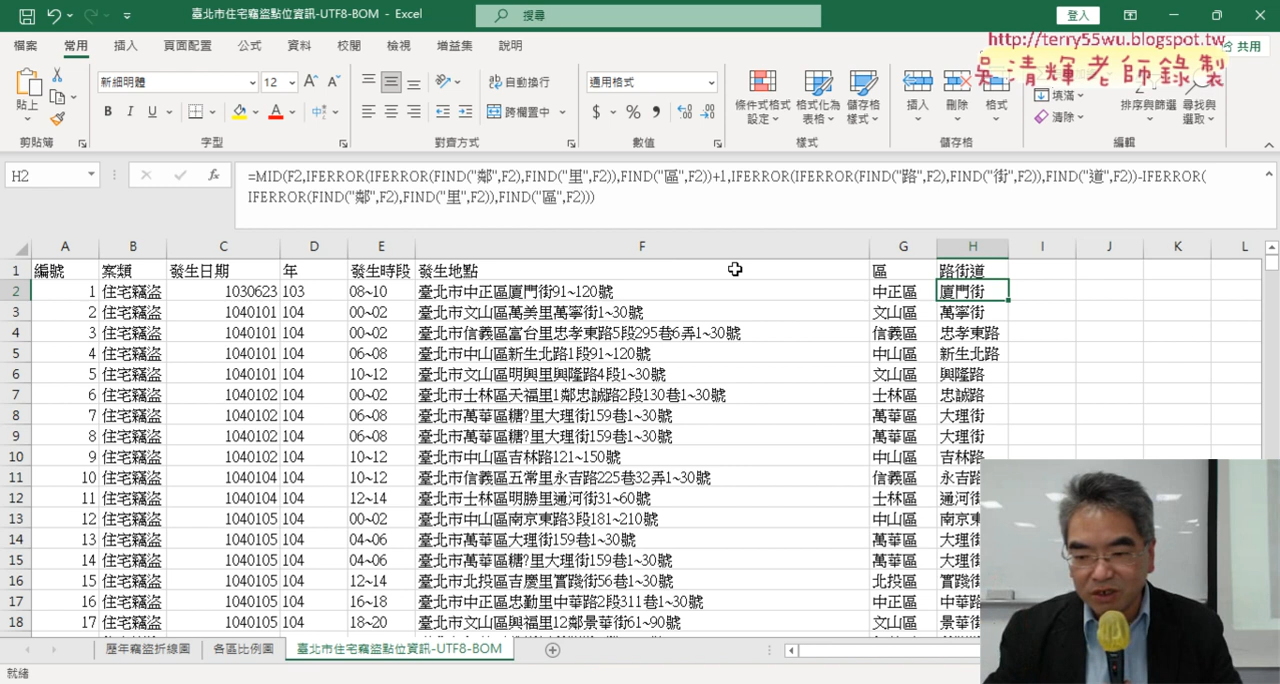 臺北市住宅竊盜點位資訊-UTF8-BOM - Excel
搜尋
登入
檔案 常用 插入 頁面配置 公式 資料 校閱 檢視 增益集 說明
共用
http://terry55wu.blogspot.tw
吳清輝老師錄製
貼上
新細明體 12
自動換行
通用格式
B I U
跨欄置中
$ % ,
條件式格式設定 格式化為表格 儲存格樣式
插入 刪除 格式
填滿
清除
排序與篩選 尋找與選取
剪貼簿 字型 對齊方式 數值 樣式 儲存格 編輯
H2
fx
=MID(F2,IFERROR(IFERROR(FIND("鄰",F2),FIND("里",F2)),FIND("區",F2))+1,IFERROR(IFERROR(FIND("路",F2),FIND("街",F2)),FIND("道",F2))-IFERROR(
IFERROR(FIND("鄰",F2),FIND("里",F2)),FIND("區",F2)))
A B C D E F G H I J K L
1 編號 案類 發生日期 年 發生時段 發生地點 區 路街道
2 1 住宅竊盜 1030623 103 08~10 臺北市中正區廈門街91~120號 中正區 廈門街
3 2 住宅竊盜 1040101 104 00~02 臺北市文山區萬美里萬寧街1~30號 文山區 萬寧街
4 3 住宅竊盜 1040101 104 00~02 臺北市信義區富台里忠孝東路5段295巷6弄1~30號 信義區 忠孝東路
5 4 住宅竊盜 1040101 104 06~08 臺北市中山區新生北路1段91~120號 中山區 新生北路
6 5 住宅竊盜 1040101 104 10~12 臺北市文山區明興里興隆路4段1~30號 文山區 興隆路
7 6 住宅竊盜 1040102 104 00~02 臺北市士林區天福里1鄰忠誠路2段130巷1~30號 士林區 忠誠路
8 7 住宅竊盜 1040102 104 06~08 臺北市萬華區糖?里大理街159巷1~30號 萬華區 大理街
9 8 住宅竊盜 1040102 104 06~08 臺北市萬華區糖?里大理街159巷1~30號 萬華區 大理街
10 9 住宅竊盜 1040102 104 10~12 臺北市中山區吉林路121~150號 中山區 吉林路
11 10 住宅竊盜 1040104 104 10~12 臺北市信義區五常里永吉路225巷32弄1~30號 信義區 永吉路
12 11 住宅竊盜 1040104 104 12~14 臺北市士林區明勝里通河街31~60號 士林區 通河街
13 12 住宅竊盜 1040105 104 00~02 臺北市中山區南京東路3段181~210號 中山區 南京東
14 13 住宅竊盜 1040105 104 04~06 臺北市萬華區大理街159巷1~30號 萬華區 大理街
15 14 住宅竊盜 1040105 104 04~06 臺北市萬華區糖?里大理街159巷1~30號 萬華區 大理街
16 15 住宅竊盜 1040105 104 12~14 臺北市北投區吉慶里實踐街56巷1~30號 北投區 實踐街
17 16 住宅竊盜 1040105 104 16~18 臺北市中正區忠勤里中華路2段311巷1~30號 中正區 中華路
18 17 住宅竊盜 1040105 104 18~20 臺北市文山區興福里12鄰景華街61~90號 文山區 景華街
歷年竊盜折線圖 各區比例圖 臺北市住宅竊盜點位資訊-UTF8-BOM
就緒